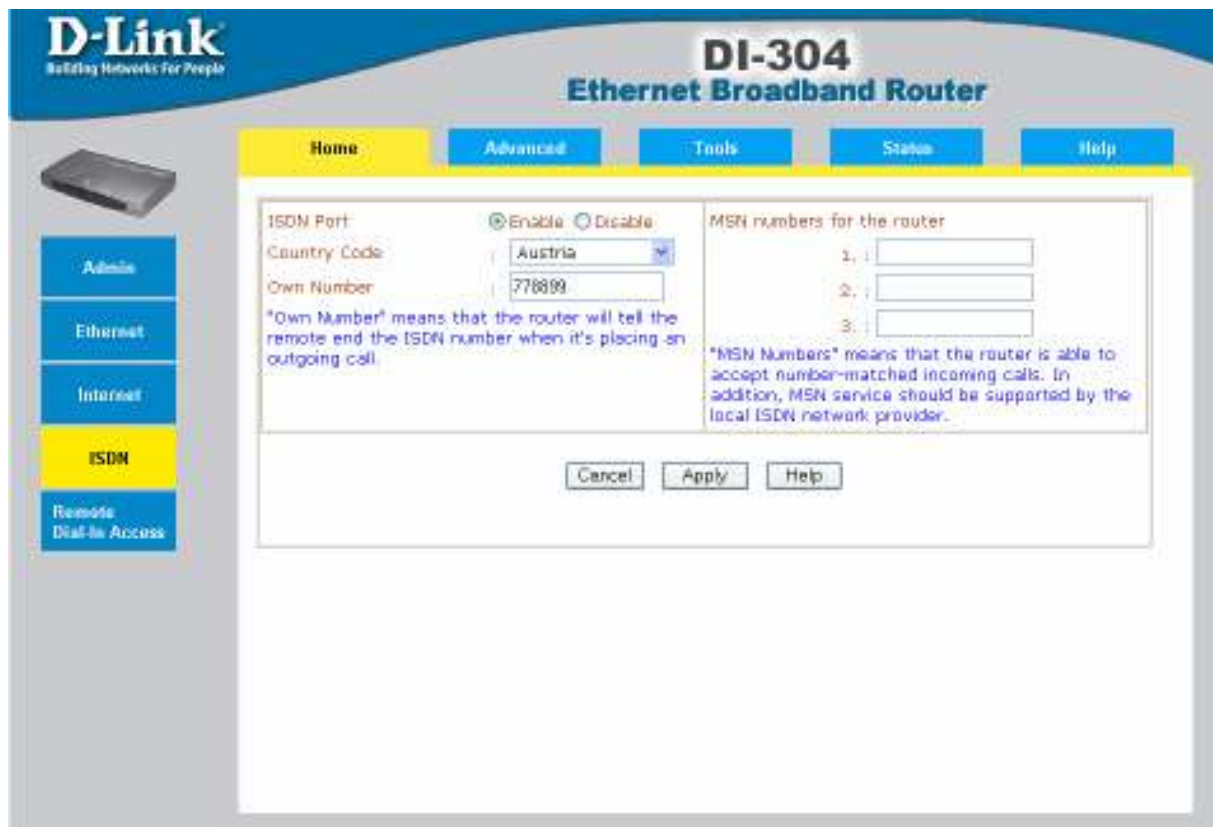 D-Link
Building Networks For People
DI-304
Ethernet Broadband Router
Home
Advanced
Tools
Status
Help
Admin
Ethernet
Internet
ISDN
Remote
Dial-In Access
ISDN Port
Enable
Disable
Country Code : Austria
Own Number : 778899
"Own Number" means that the router will tell the
remote end the ISDN number when it's placing an
outgoing call.
MSN numbers for the router
1. :
2. :
3. :
"MSN Numbers" means that the router is able to
accept number-matched incoming calls. In
addition, MSN service should be supported by the
local ISDN network provider.
Cancel
Apply
Help